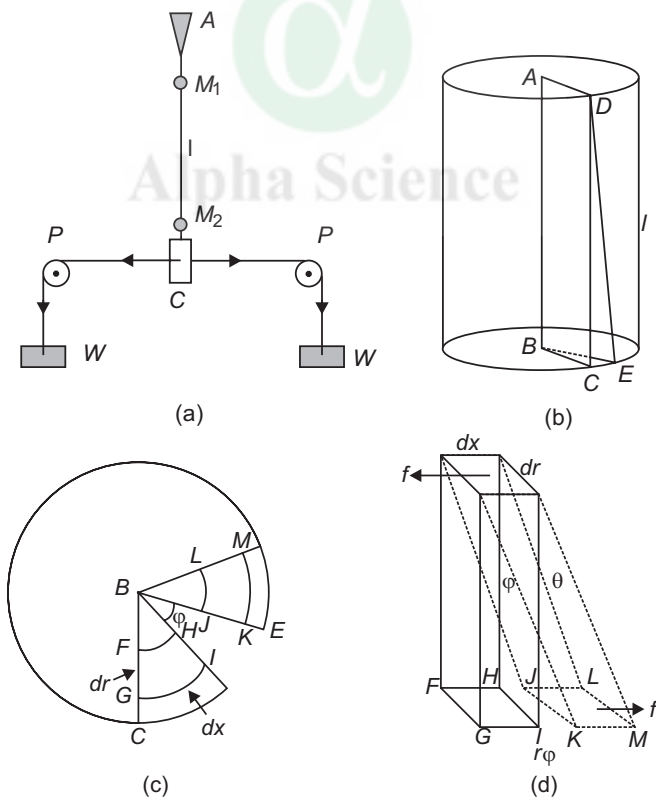 A
M1
l
M2
P
P
C
W
W
(a)
A
D
l
B
C
E
(b)
α
Alpha Science
B
L
M
φ
H
J
K
E
F
I
dr
G
dx
C
(c)
dx
dr
f
φ
θ
F
H
J
L
f
G
I
K
M
rφ
(d)